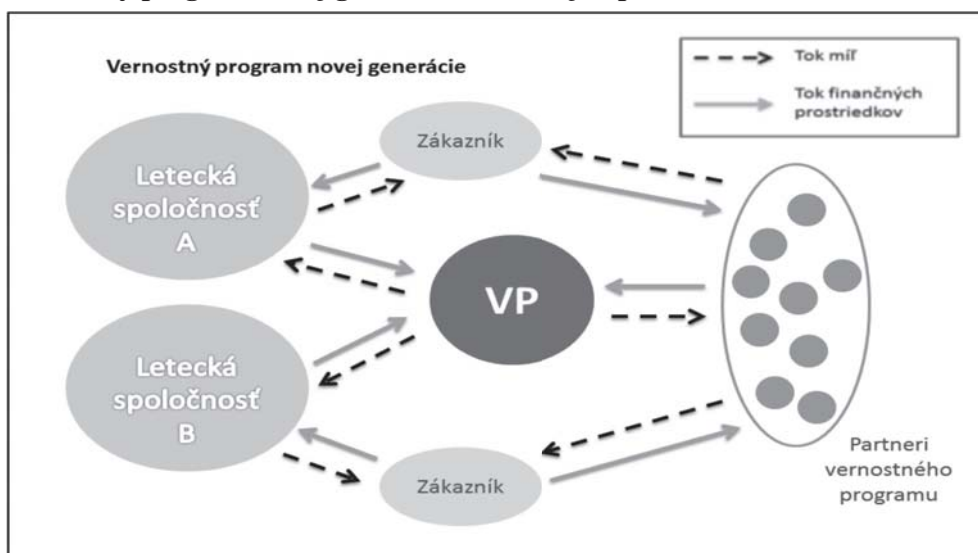 Vernostný program novej generácie
Tok míľ
Tok finančných
prostriedkov
Zákazník
Letecká
spoločnosť
A
VP
Letecká
spoločnosť
B
Zákazník
Partneri
vernostného
programu